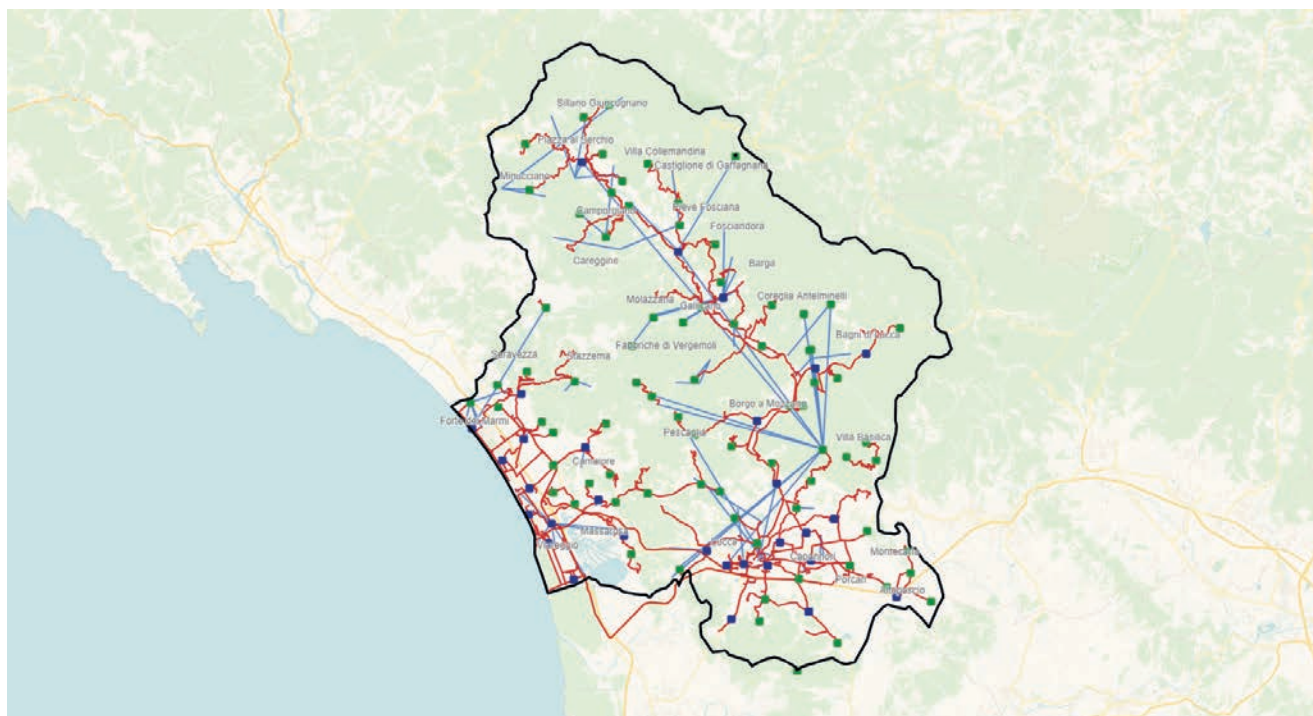 Sillano Giuncugnano
Piazza al Serchio
Villa Collemandina
Castiglione di Garfagnana
Minucciano
Camporgiano
Pieve Fosciana
Fosciandora
Careggine
Barga
Molazzana
Gallicano
Coreglia Antelminelli
Bagni di Lucca
Fabbriche di Vergemoli
Seravezza
Stazzema
Forte dei Marmi
Borgo a Mozzano
Pescaglia
Villa Basilica
Camaiore
Massarosa
Viareggio
Lucca
Capannori
Montecarlo
Porcari
Altopascio